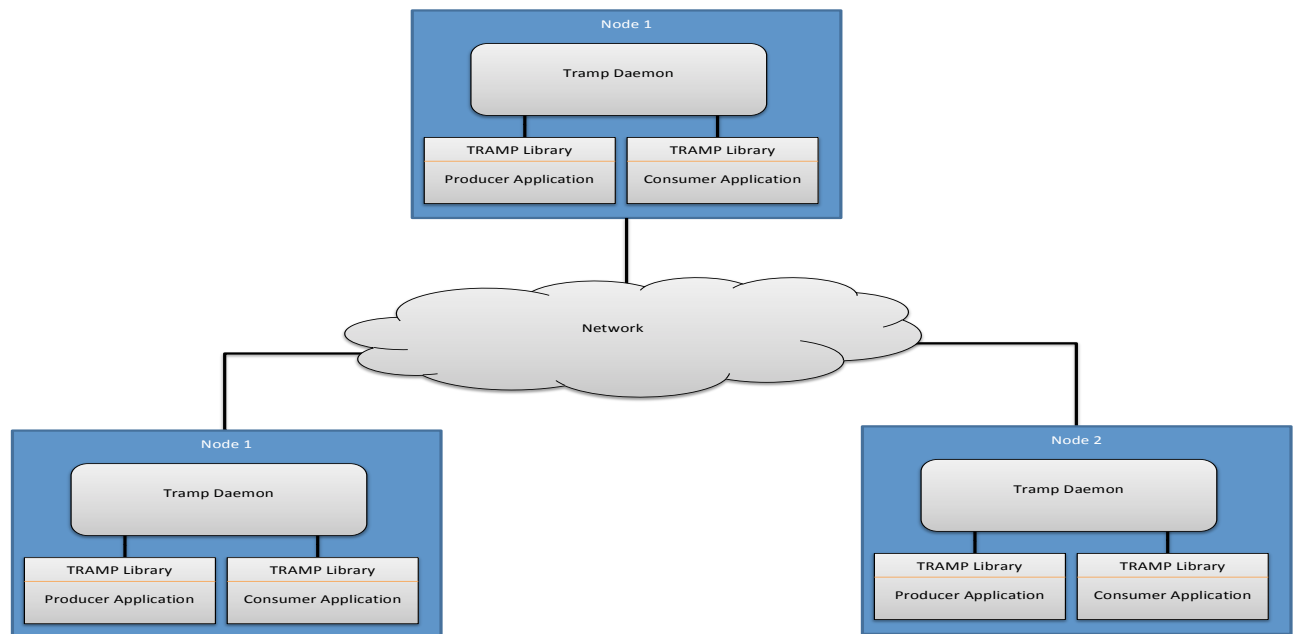 Node 1
Tramp Daemon
TRAMP Library
TRAMP Library
Producer Application
Consumer Application
Network
Node 1
Tramp Daemon
TRAMP Library
TRAMP Library
Producer Application
Consumer Application
Node 2
Tramp Daemon
TRAMP Library
TRAMP Library
Producer Application
Consumer Application